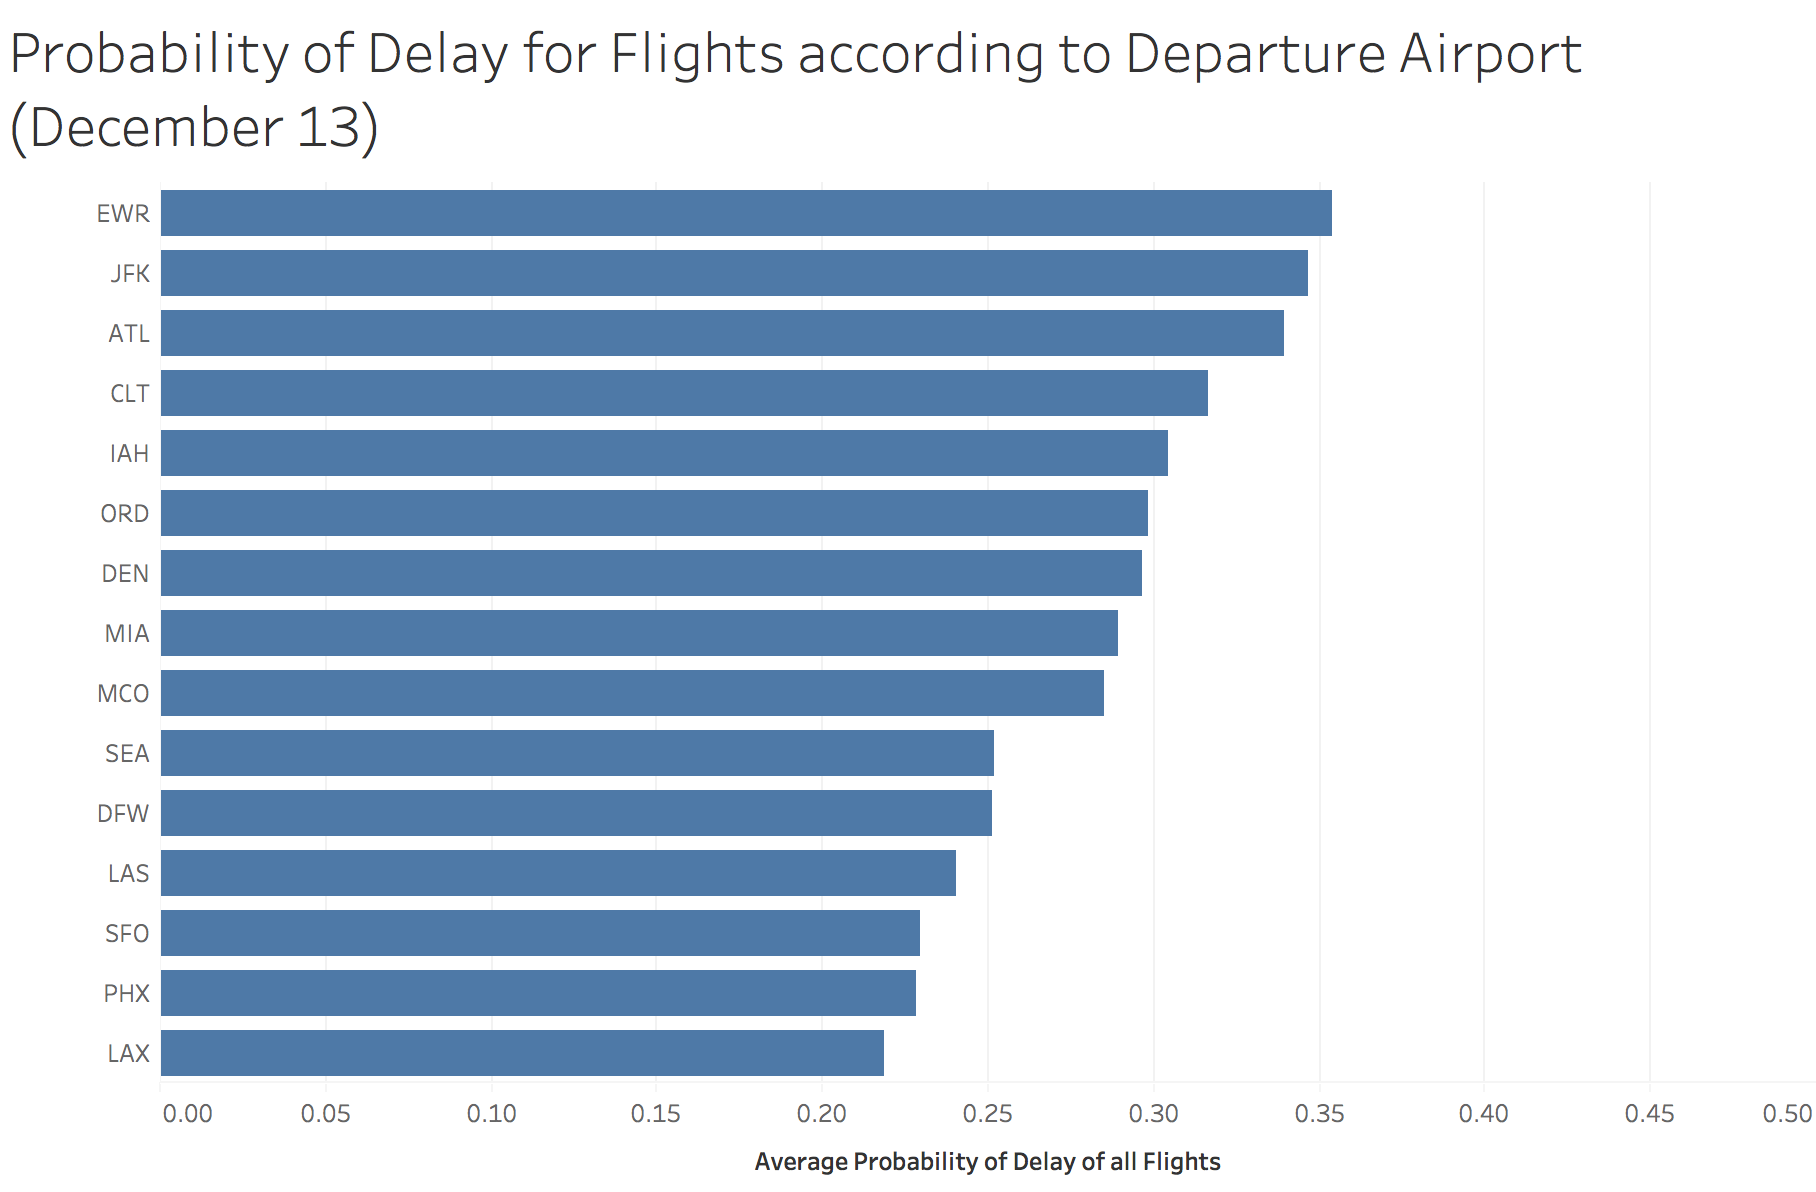 Probability of Delay for Flights according to Departure Airport
(December 13)
EWR
JFK
ATL
CLT
IAH
ORD
DEN
MIA
MCO
SEA
DFW
LAS
SFO
PHX
LAX
0.00 0.05 0.10 0.15 0.20 0.25 0.30 0.35 0.40 0.45 0.50
Average Probability of Delay of all Flights